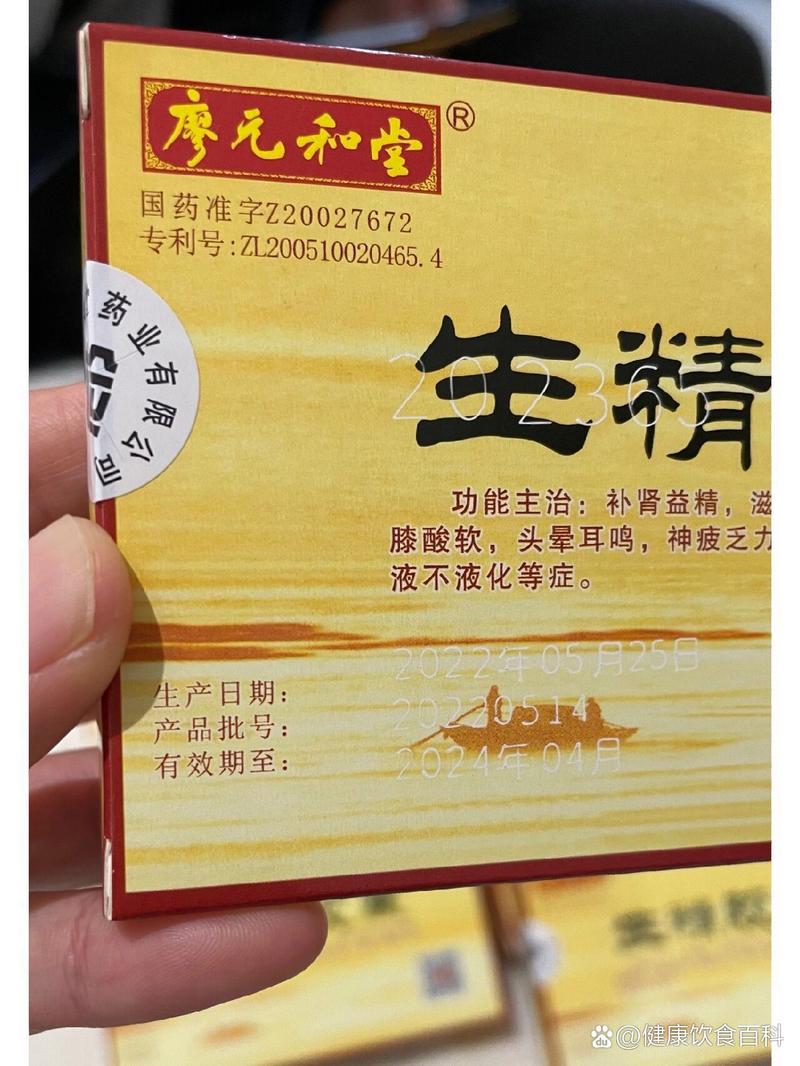 廖元和堂®
国药准字Z20027672
专利号:ZL200510020465.4
药业有限公司
生精
202305
功能主治：补肾益精，滋
膝酸软，头晕耳鸣，神疲乏力
液不液化等症。
生产日期： 2022年05月25日
产品批号： 20220514
有效期至： 2024年04月
@健康饮食百科